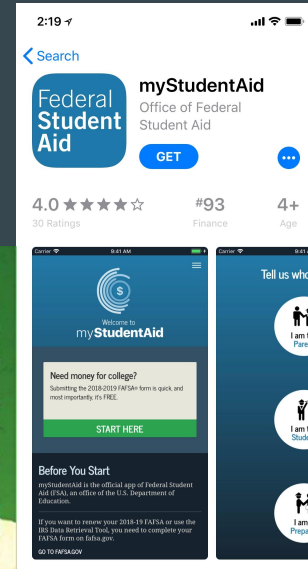 2:19
Search
Federal
Student
Aid
myStudentAid
Office of Federal
Student Aid
GET
4.0 ★★★★☆
#93
4+
30 Ratings
Finance
Age
Carrier
9:41 AM
Welcome to
myStudentAid
Need money for college?
Submitting the 2018-2019 FAFSA® form is quick, and
most importantly, it's FREE.
START HERE
Before You Start
myStudentAid is the official app of Federal Student
Aid (FSA), an office of the U.S. Department of
Education.
If you want to renew your 2018-19 FAFSA or use the
IRS Data Retrieval Tool, you need to complete your
FAFSA form on fafsa.gov.
GO TO FAFSA.GOV
Carrier
9:41
Tell us who
I am
Pare
I am
Stude
I am
Prepa